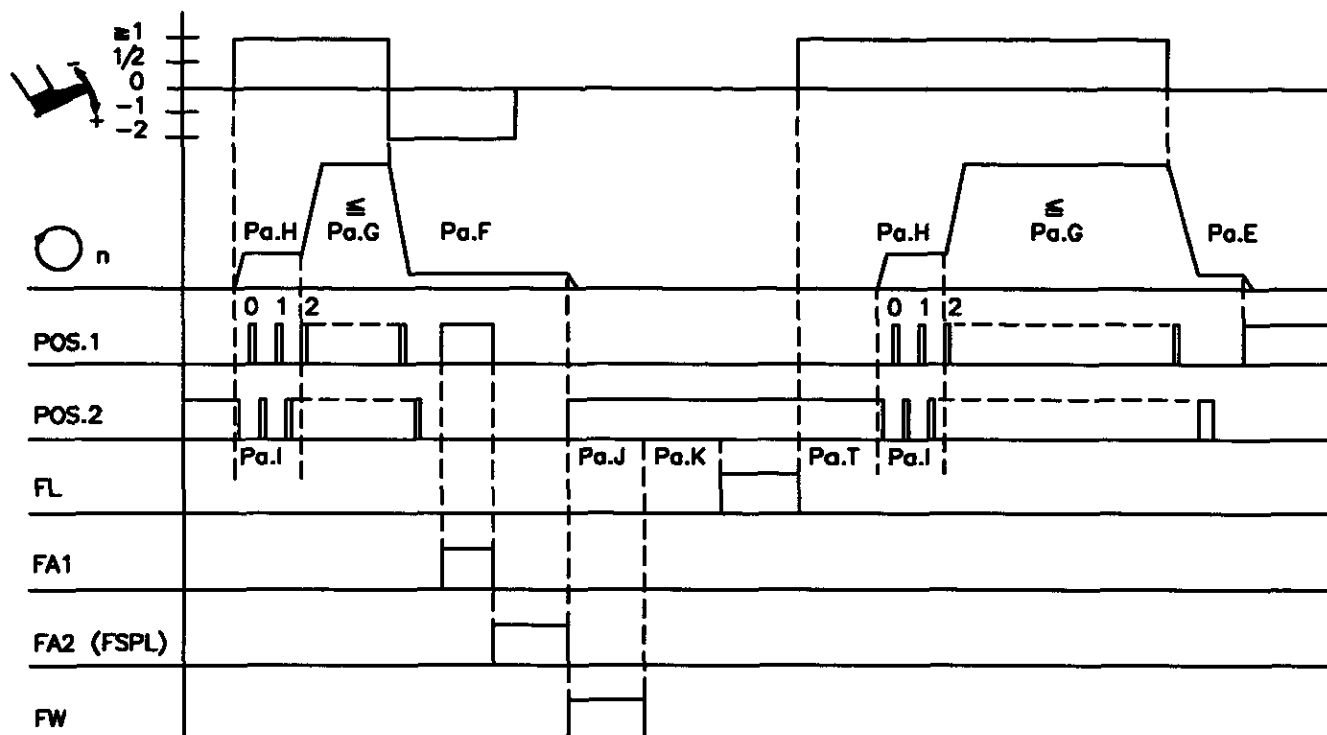 ≧1
1/2
0
-1
-2
-
+
≦
≦
Pa.H Pa.G Pa.F Pa.H Pa.G Pa.E
n
0 1 2 0 1 2
POS.1
POS.2
Pa.I Pa.J Pa.K Pa.T Pa.I
FL
FA1
FA2 (FSPL)
FW